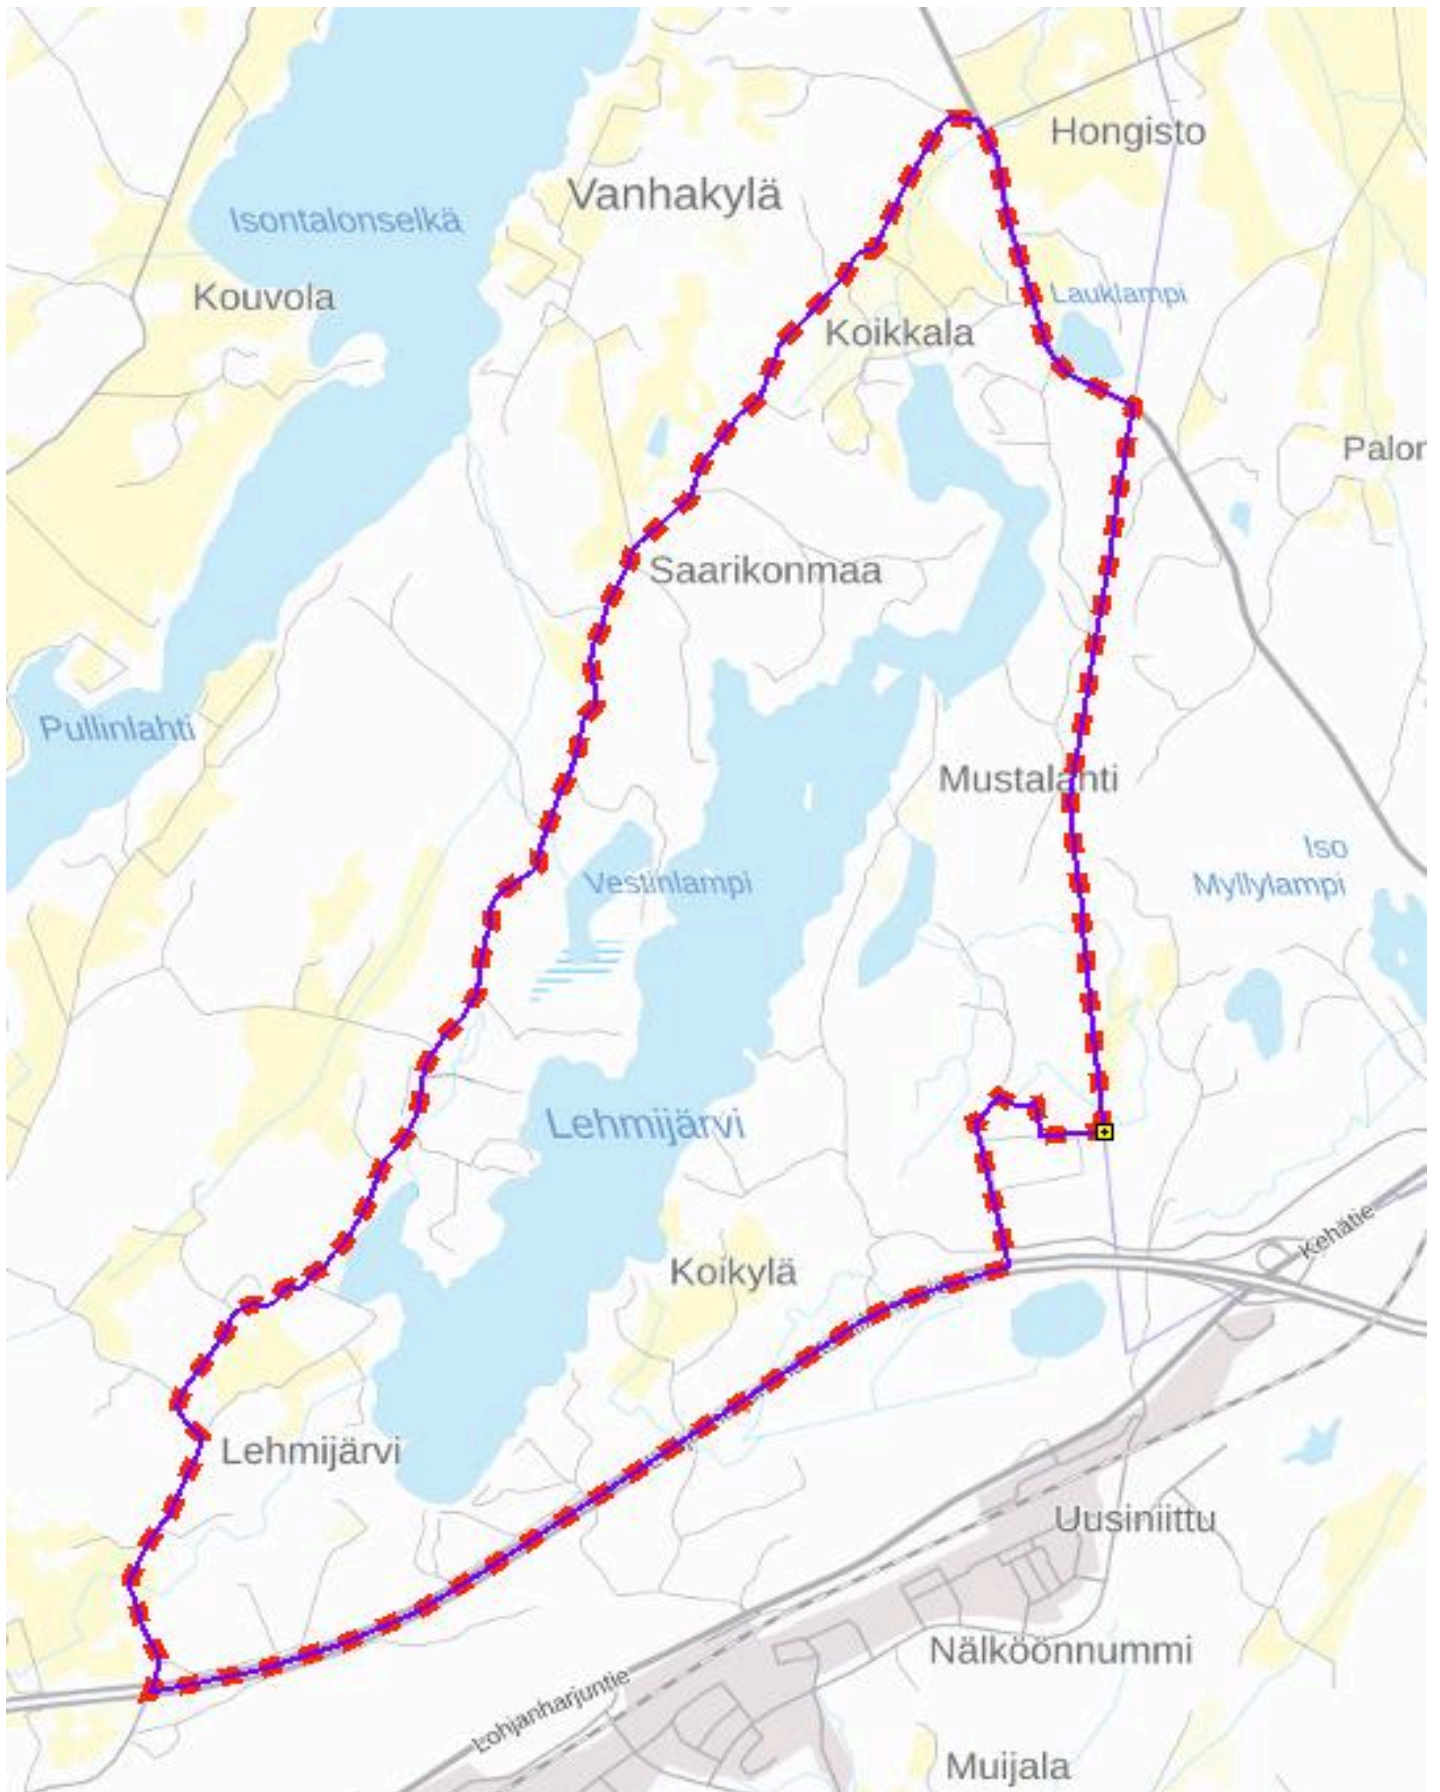 Hongisto
Vanhakylä
Isontalonselkä
Kouvola
Lauklampi
Koikkala
Palor
Saarikonmaa
Pullinlahti
Mustalahti
Iso
Myllylampi
Vestinlampi
Lehmijärvi
Kehätie
Koikylä
Lehmijärvi
Uusiniittu
Nälköönnummi
Lohjanharjuntie
Muijala